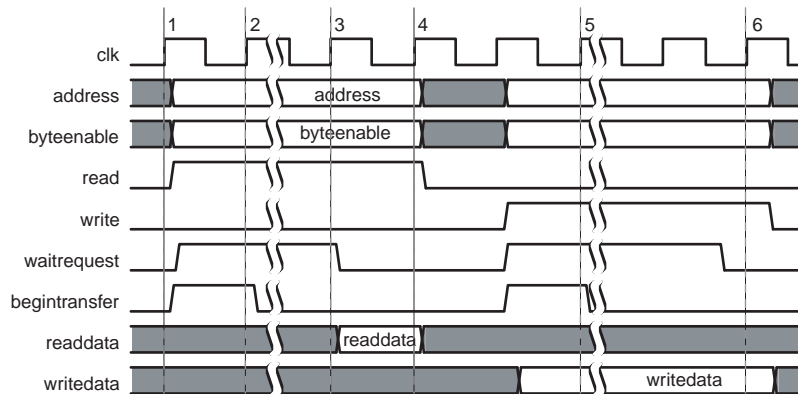 1 2 3 4 5 6
clk
address address
byteenable byteenable
read
write
waitrequest
begintransfer
readdata readdata
writedata writedata